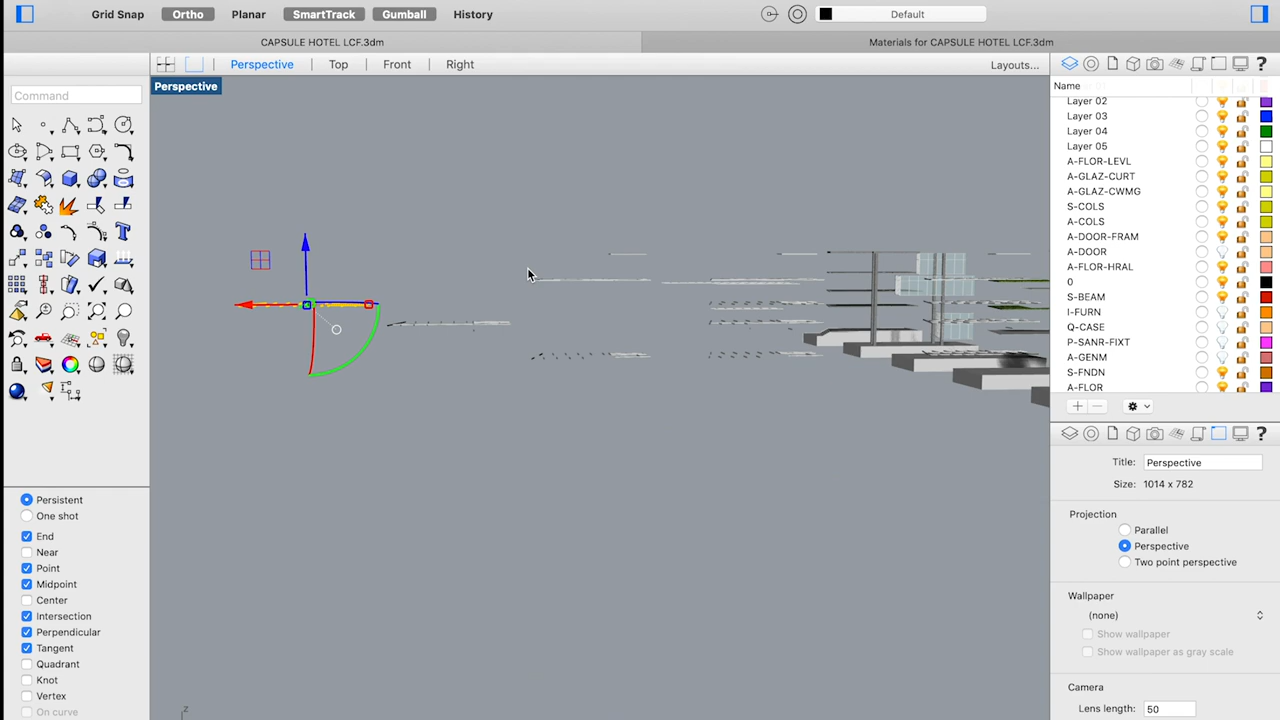 Grid Snap Ortho Planar SmartTrack Gumball History Default
CAPSULE HOTEL LCF.3dm Materials for CAPSULE HOTEL LCF.3dm
Perspective Top Front Right Layouts...
Perspective
Command
Name
Layer 02
Layer 03
Layer 04
Layer 05
A-FLOR-LEVL
A-GLAZ-CURT
A-GLAZ-CWMG
S-COLS
A-COLS
A-DOOR-FRAM
A-DOOR
A-FLOR-HRAL
0
S-BEAM
I-FURN
Q-CASE
P-SANR-FIXT
A-GENM
S-FNDN
A-FLOR
Persistent
One shot
End
Near
Point
Midpoint
Center
Intersection
Perpendicular
Tangent
Quadrant
Knot
Vertex
On curve
z
Title: Perspective
Size: 1014 x 782
Projection
Parallel
Perspective
Two point perspective
Wallpaper
(none)
Show wallpaper
Show wallpaper as gray scale
Camera
Lens length: 50